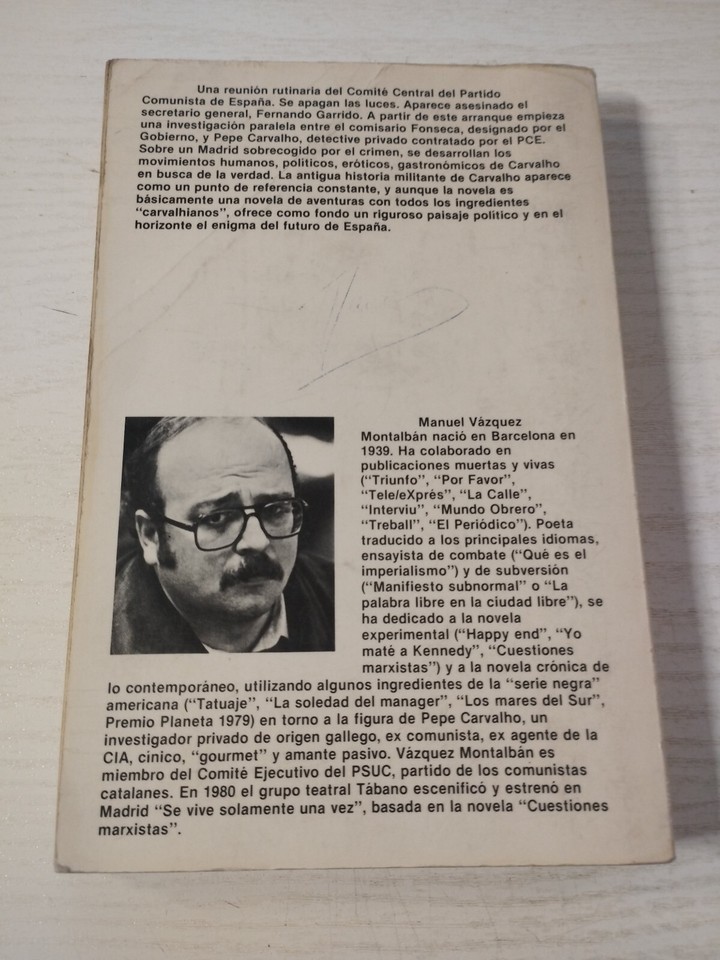 Una reunión rutinaria del Comité Central del Partido
Comunista de España. Se apagan las luces. Aparece asesinado el
secretario general, Fernando Garrido. A partir de este arranque empieza
una investigación paralela entre el comisario Fonseca, designado por el
Gobierno, y Pepe Carvalho, detective privado contratado por el PCE.
Sobre un Madrid sobrecogido por el crimen, se desarrollan los
movimientos humanos, políticos, eróticos, gastronómicos de Carvalho
en busca de la verdad. La antigua historia militante de Carvalho aparece
como un punto de referencia constante, y aunque la novela es
básicamente una novela de aventuras con todos los ingredientes
“carvalhianos”, ofrece como fondo un riguroso paisaje político y en el
horizonte el enigma del futuro de España.
Manuel Vázquez
Montalbán nació en Barcelona en
1939. Ha colaborado en
publicaciones muertas y vivas
(“Triunfo”, “Por Favor”,
“Tele/eXprés”, “La Calle”,
“Interviu”, “Mundo Obrero”,
“Treball”, “El Periódico”). Poeta
traducido a los principales idiomas,
ensayista de combate (“Qué es el
imperialismo”) y de subversión
(“Manifiesto subnormal” o “La
palabra libre en la ciudad libre”), se
ha dedicado a la novela
experimental (“Happy end”, “Yo
maté a Kennedy”, “Cuestiones
marxistas”) y a la novela crónica de
lo contemporáneo, utilizando algunos ingredientes de la “serie negra”
americana (“Tatuaje”, “La soledad del manager”, “Los mares del Sur”,
Premio Planeta 1979) en torno a la figura de Pepe Carvalho, un
investigador privado de origen gallego, ex comunista, ex agente de la
CIA, cínico, “gourmet” y amante pasivo. Vázquez Montalbán es
miembro del Comité Ejecutivo del PSUC, partido de los comunistas
catalanes. En 1980 el grupo teatral Tábano escenificó y estrenó en
Madrid “Se vive solamente una vez”, basada en la novela “Cuestiones
marxistas”.